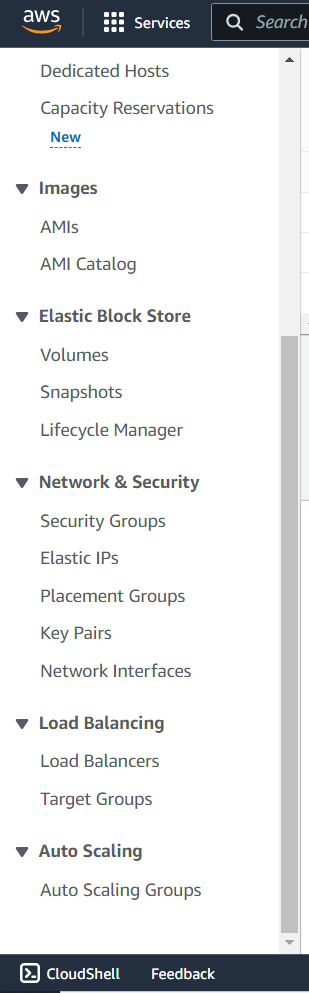 aws
Services
Search
Dedicated Hosts
Capacity Reservations
New
Images
AMIs
AMI Catalog
Elastic Block Store
Volumes
Snapshots
Lifecycle Manager
Network & Security
Security Groups
Elastic IPs
Placement Groups
Key Pairs
Network Interfaces
Load Balancing
Load Balancers
Target Groups
Auto Scaling
Auto Scaling Groups
CloudShell
Feedback